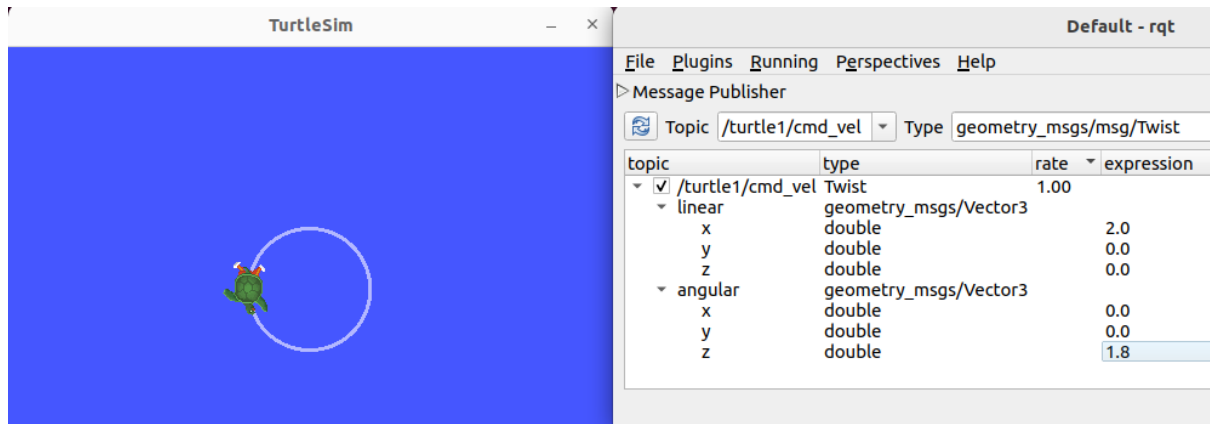 TurtleSim
Default - rqt
File Plugins Running Perspectives Help
Message Publisher
Topic /turtle1/cmd_vel Type geometry_msgs/msg/Twist
topic type rate expression
/turtle1/cmd_vel Twist 1.00
linear geometry_msgs/Vector3
x double 2.0
y double 0.0
z double 0.0
angular geometry_msgs/Vector3
x double 0.0
y double 0.0
z double 1.8